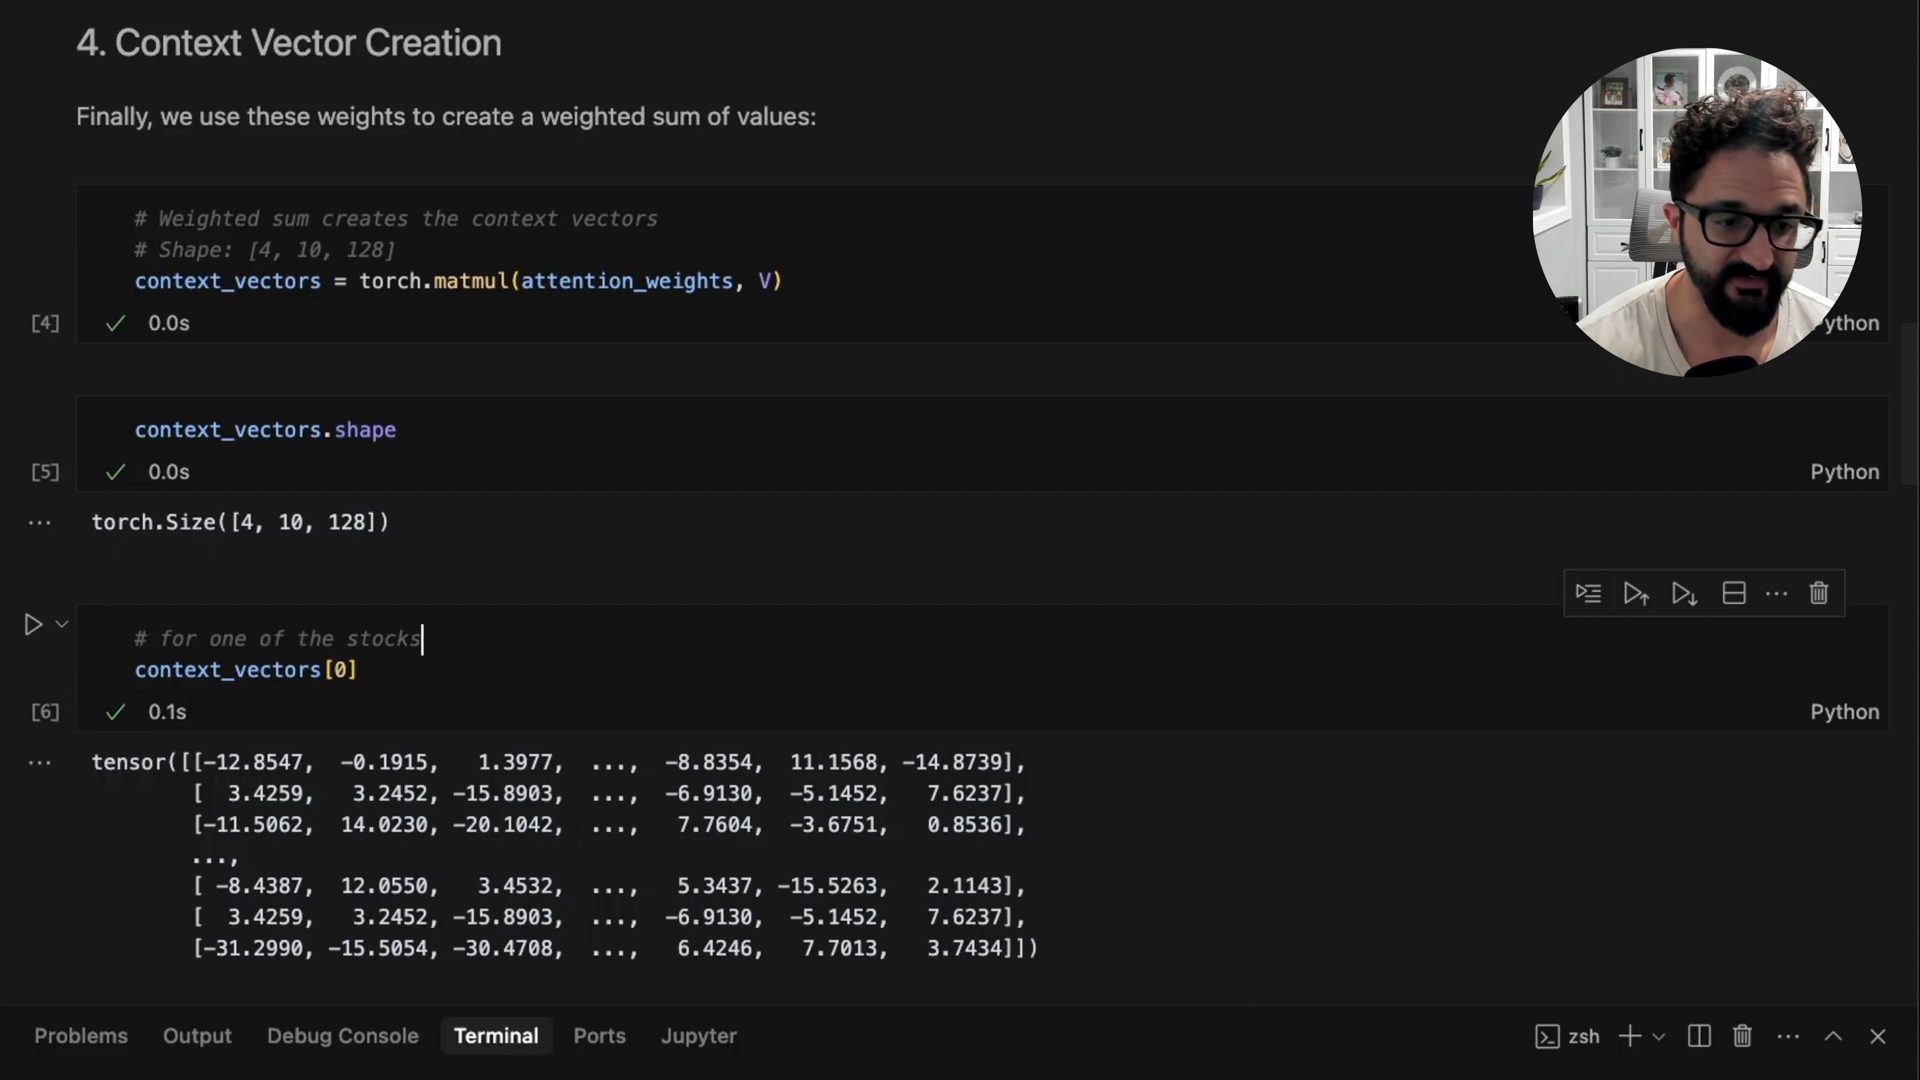 4. Context Vector Creation
Finally, we use these weights to create a weighted sum of values:
# Weighted sum creates the context vectors
# Shape: [4, 10, 128]
context_vectors = torch.matmul(attention_weights, V)
[4] ✓ 0.0s ython
context_vectors.shape
[5] ✓ 0.0s Python
... torch.Size([4, 10, 128])
# for one of the stocks
context_vectors[0]
[6] ✓ 0.1s Python
... tensor([[-12.8547, -0.1915, 1.3977, ..., -8.8354, 11.1568, -14.8739],
[ 3.4259, 3.2452, -15.8903, ..., -6.9130, -5.1452, 7.6237],
[-11.5062, 14.0230, -20.1042, ..., 7.7604, -3.6751, 0.8536],
...,
[ -8.4387, 12.0550, 3.4532, ..., 5.3437, -15.5263, 2.1143],
[ 3.4259, 3.2452, -15.8903, ..., -6.9130, -5.1452, 7.6237],
[-31.2990, -15.5054, -30.4708, ..., 6.4246, 7.7013, 3.7434]])
Problems Output Debug Console Terminal Ports Jupyter zsh